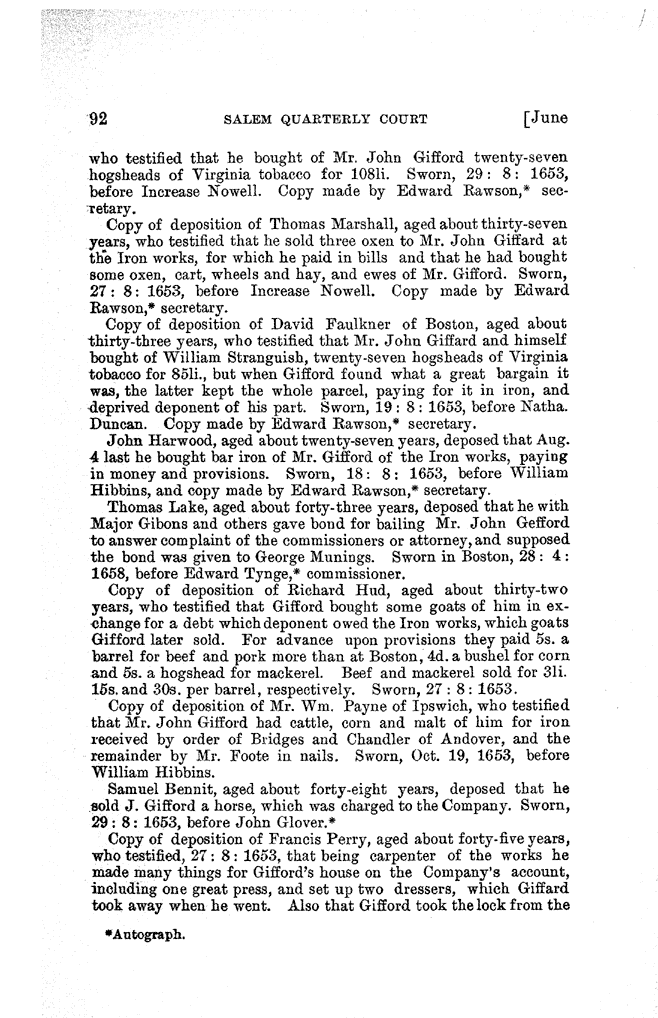 92 SALEM QUARTERLY COURT [June
who testified that he bought of Mr. John Gifford twenty-seven
hogsheads of Virginia tobacco for 108li. Sworn, 29 : 8 : 1653,
before Increase Nowell. Copy made by Edward Rawson,* sec-
retary.
Copy of deposition of Thomas Marshall, aged about thirty-seven
years, who testified that he sold three oxen to Mr. John Giffard at
the Iron works, for which he paid in bills and that he had bought
some oxen, cart, wheels and hay, and ewes of Mr. Gifford. Sworn,
27 : 8 : 1653, before Increase Nowell. Copy made by Edward
Rawson,* secretary.
Copy of deposition of David Faulkner of Boston, aged about
thirty-three years, who testified that Mr. John Giffard and himself
bought of William Stranguish, twenty-seven hogsheads of Virginia
tobacco for 85li., but when Gifford found what a great bargain it
was, the latter kept the whole parcel, paying for it in iron, and
deprived deponent of his part. Sworn, 19 : 8 : 1653, before Natha.
Duncan. Copy made by Edward Rawson,* secretary.
John Harwood, aged about twenty-seven years, deposed that Aug.
4 last he bought bar iron of Mr. Gifford of the Iron works, paying
in money and provisions. Sworn, 18 : 8 : 1653, before William
Hibbins, and copy made by Edward Rawson,* secretary.
Thomas Lake, aged about forty-three years, deposed that he with
Major Gibons and others gave bond for bailing Mr. John Gefford
to answer complaint of the commissioners or attorney, and supposed
the bond was given to George Munings. Sworn in Boston, 28 : 4 :
1658, before Edward Tynge,* commissioner.
Copy of deposition of Richard Hud, aged about thirty-two
years, who testified that Gifford bought some goats of him in ex-
change for a debt which deponent owed the Iron works, which goats
Gifford later sold. For advance upon provisions they paid 5s. a
barrel for beef and pork more than at Boston, 4d. a bushel for corn
and 5s. a hogshead for mackerel. Beef and mackerel sold for 3li.
15s. and 30s. per barrel, respectively. Sworn, 27 : 8 : 1653.
Copy of deposition of Mr. Wm. Payne of Ipswich, who testified
that Mr. John Gifford had cattle, corn and malt of him for iron
received by order of Bridges and Chandler of Andover, and the
remainder by Mr. Foote in nails. Sworn, Oct. 19, 1653, before
William Hibbins.
Samuel Bennit, aged about forty-eight years, deposed that he
sold J. Gifford a horse, which was charged to the Company. Sworn,
29 : 8 : 1653, before John Glover.*
Copy of deposition of Francis Perry, aged about forty-five years,
who testified, 27 : 8 : 1653, that being carpenter of the works he
made many things for Gifford's house on the Company's account,
including one great press, and set up two dressers, which Giffard
took away when he went. Also that Gifford took the lock from the
*Autograph.